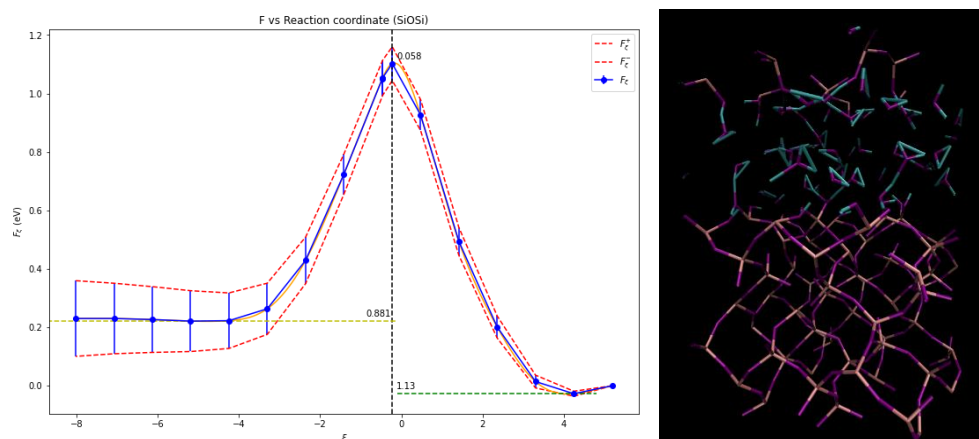 F vs Reaction coordinate (SiOSi)
1.2
1.0
0.8
0.6
0.4
0.2
0.0
F_ξ (eV)
0.058
0.881
1.13
F_ξ^+
F_ξ^−
F_ξ
−8 −6 −4 −2 0 2 4